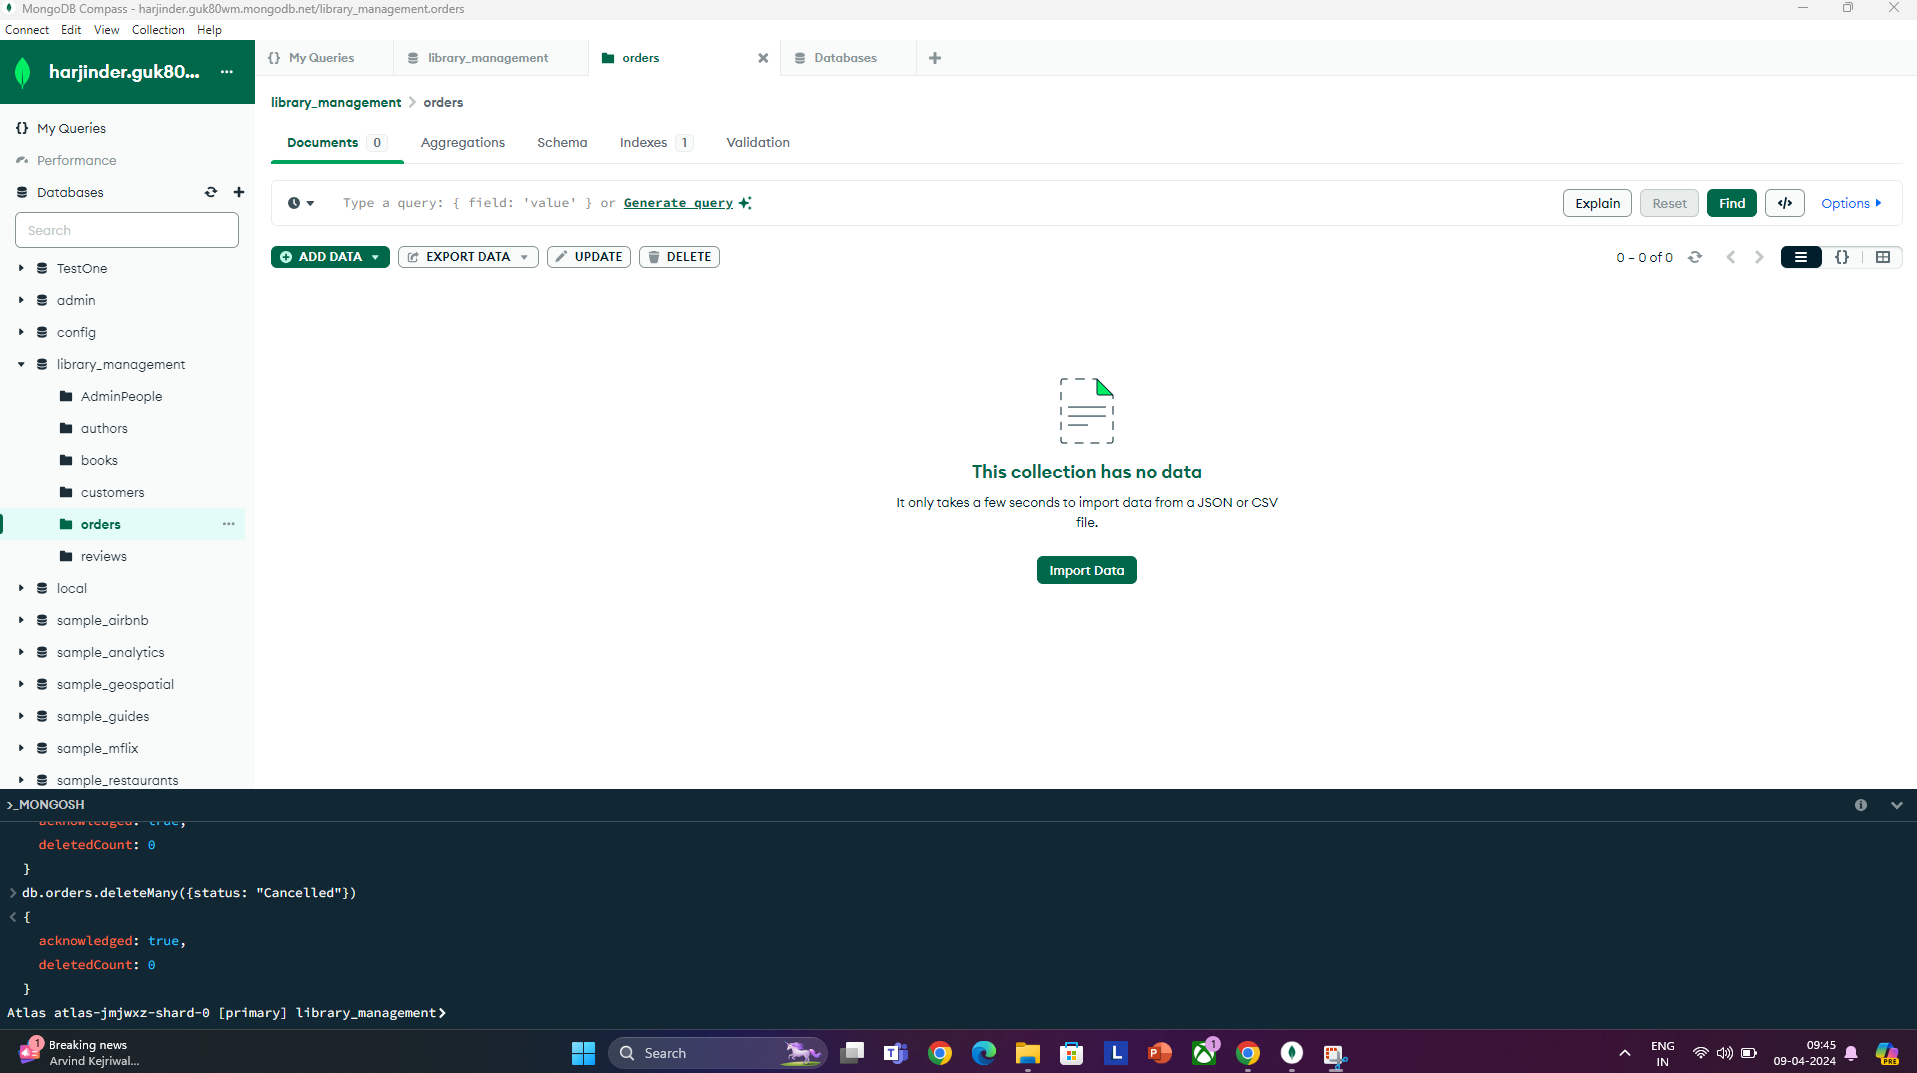 MongoDB Compass - harjinder.guk80wm.mongodb.net/library_management.orders
Connect Edit View Collection Help
harjinder.guk80... ...
{} My Queries
library_management
orders
Databases
library_management > orders
My Queries
Performance
Databases
Documents 0
Aggregations
Schema
Indexes 1
Validation
Type a query: { field: 'value' } or Generate query
Explain
Reset
Find
</>
Options
Search
ADD DATA
EXPORT DATA
UPDATE
DELETE
0 – 0 of 0
{}
TestOne
admin
config
library_management
AdminPeople
authors
books
customers
orders ...
reviews
local
sample_airbnb
sample_analytics
sample_geospatial
sample_guides
sample_mflix
sample_restaurants
This collection has no data
It only takes a few seconds to import data from a JSON or CSV
file.
Import Data
>_MONGOSH
acknowledged: true,
deletedCount: 0
}
> db.orders.deleteMany({status: "Cancelled"})
< {
acknowledged: true,
deletedCount: 0
}
Atlas atlas-jmjwxz-shard-0 [primary] library_management>
1
Breaking news
Arvind Kejriwal...
Search
T
L
P
1
ENG
IN
09:45
09-04-2024
PRE